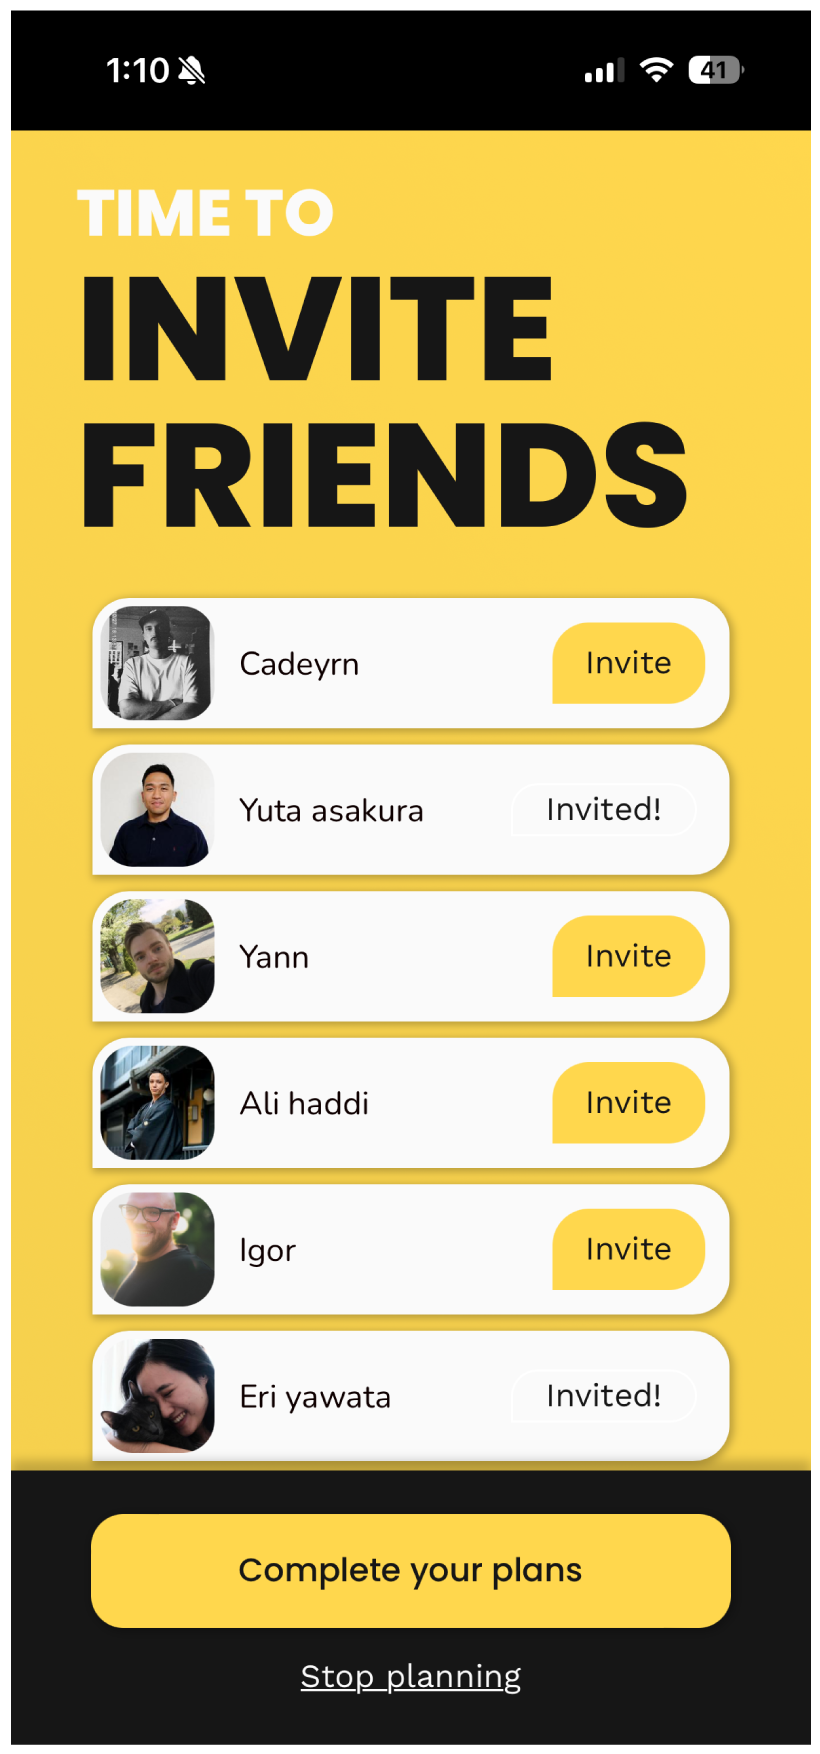 1:10
41
TIME TO
INVITE
FRIENDS
Cadeyrn
Invite
Yuta asakura
Invited!
Yann
Invite
Ali haddi
Invite
Igor
Invite
Eri yawata
Invited!
Complete your plans
Stop planning